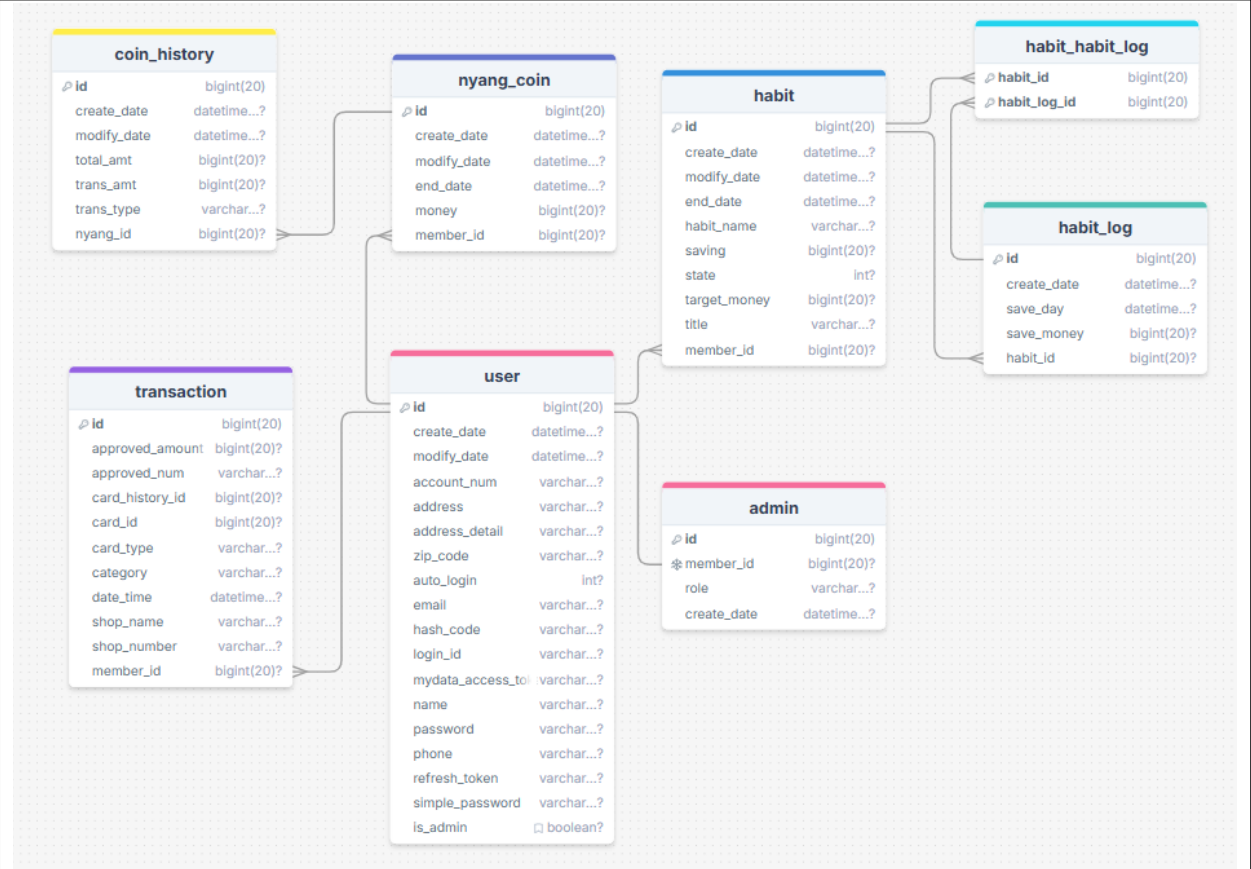 coin_history
id bigint(20)
create_date datetime...?
modify_date datetime...?
total_amt bigint(20)?
trans_amt bigint(20)?
trans_type varchar...?
nyang_id bigint(20)?
nyang_coin
id bigint(20)
create_date datetime...?
modify_date datetime...?
end_date datetime...?
money bigint(20)?
member_id bigint(20)?
habit
id bigint(20)
create_date datetime...?
modify_date datetime...?
end_date datetime...?
habit_name varchar...?
saving bigint(20)?
state int?
target_money bigint(20)?
title varchar...?
member_id bigint(20)?
habit_habit_log
habit_id bigint(20)
habit_log_id bigint(20)
habit_log
id bigint(20)
create_date datetime...?
save_day datetime...?
save_money bigint(20)?
habit_id bigint(20)?
transaction
id bigint(20)
approved_amount bigint(20)?
approved_num varchar...?
card_history_id bigint(20)?
card_id bigint(20)?
card_type varchar...?
category varchar...?
date_time datetime...?
shop_name varchar...?
shop_number varchar...?
member_id bigint(20)?
user
id bigint(20)
create_date datetime...?
modify_date datetime...?
account_num varchar...?
address varchar...?
address_detail varchar...?
zip_code varchar...?
auto_login int?
email varchar...?
hash_code varchar...?
login_id varchar...?
mydata_access_to varchar...?
name varchar...?
password varchar...?
phone varchar...?
refresh_token varchar...?
simple_password varchar...?
is_admin boolean?
admin
id bigint(20)
member_id bigint(20)?
role varchar...?
create_date datetime...?